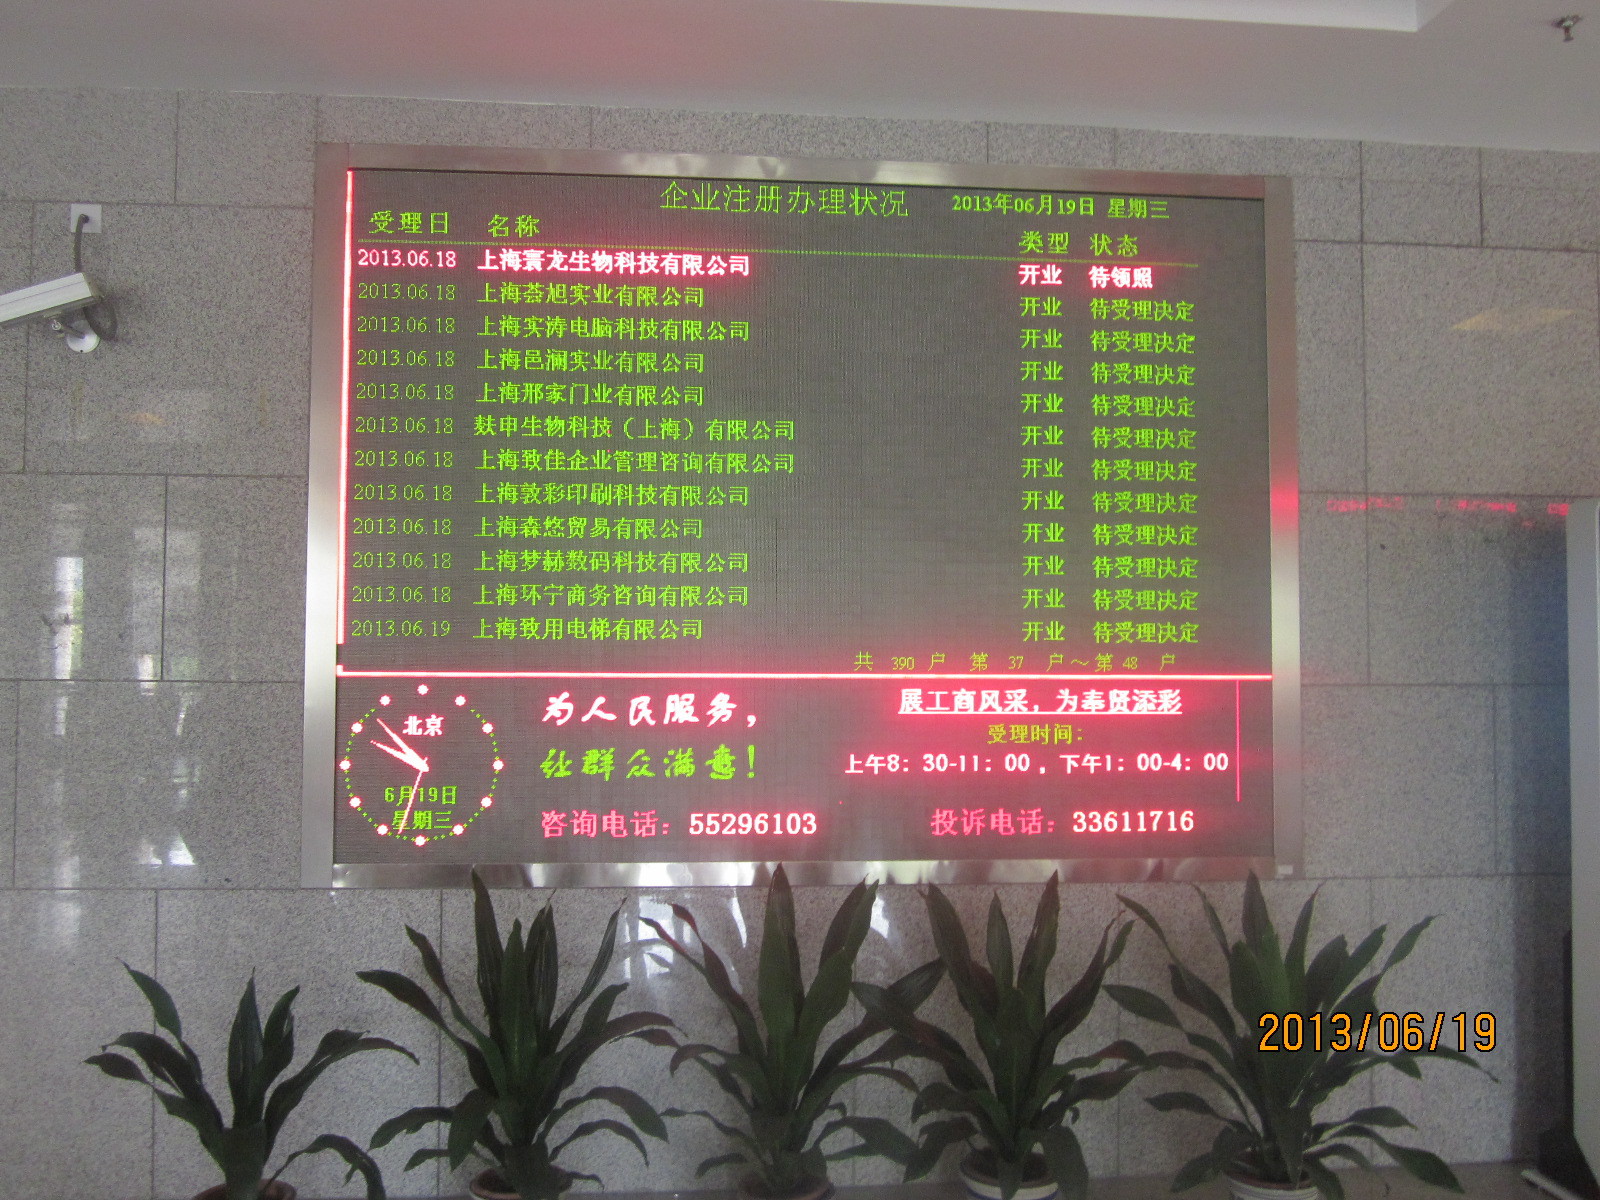 企业注册办理状况 2013年06月19日 星期三
受理日 名称 类型 状态
2013.06.18 上海寰龙生物科技有限公司 开业 待领照
2013.06.18 上海荟旭实业有限公司 开业 待受理决定
2013.06.18 上海实涛电脑科技有限公司 开业 待受理决定
2013.06.18 上海邑澜实业有限公司 开业 待受理决定
2013.06.18 上海邢家门业有限公司 开业 待受理决定
2013.06.18 麸申生物科技（上海）有限公司 开业 待受理决定
2013.06.18 上海致佳企业管理咨询有限公司 开业 待受理决定
2013.06.18 上海敦彩印刷科技有限公司 开业 待受理决定
2013.06.18 上海森悠贸易有限公司 开业 待受理决定
2013.06.18 上海梦赫数码科技有限公司 开业 待受理决定
2013.06.18 上海环宁商务咨询有限公司 开业 待受理决定
2013.06.19 上海致用电梯有限公司 开业 待受理决定
共 390 户 第 37 户～第 48 户
北京
6月19日
星期三
为人民服务，
让群众满意！
咨询电话：55296103
展工商风采，为奉贤添彩
受理时间：
上午8：30-11：00，下午1：00-4：00
投诉电话：33611716
2013/06/19